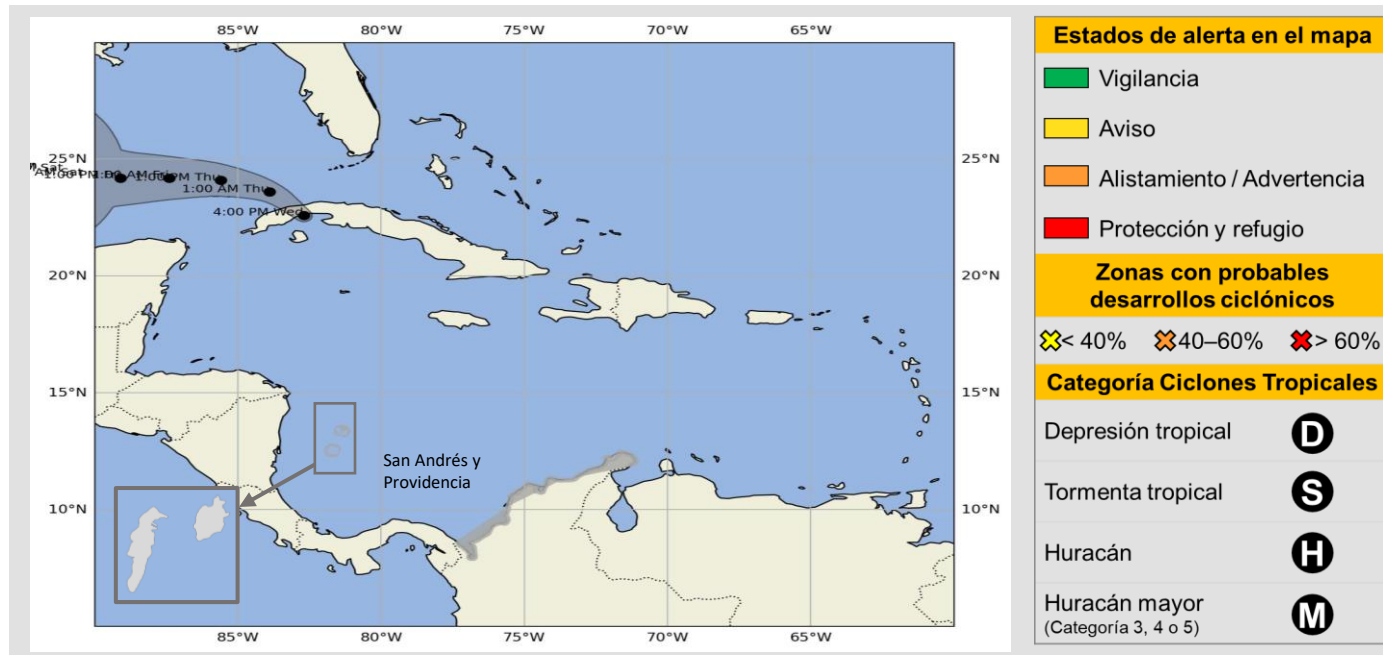 85°W 80°W 75°W 70°W 65°W
25°N 25°N
1:00 AM Thu
4:00 PM Wed
20°N 20°N
15°N 15°N
San Andrés y
Providencia
10°N 10°N
85°W 80°W 75°W 70°W 65°W
Estados de alerta en el mapa
Vigilancia
Aviso
Alistamiento / Advertencia
Protección y refugio
Zonas con probables
desarrollos ciclónicos
< 40% 40–60% > 60%
Categoría Ciclones Tropicales
Depresión tropical D
Tormenta tropical S
Huracán H
Huracán mayor M
(Categoría 3, 4 o 5)